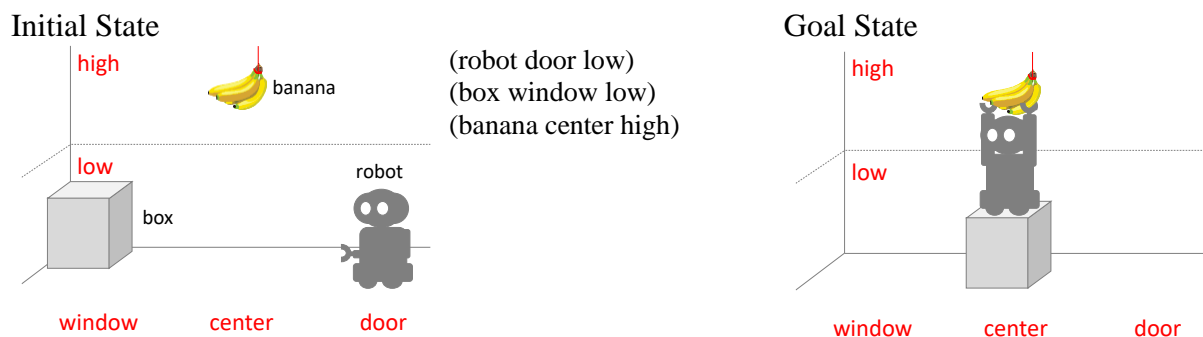 Initial State
high
banana
low
robot
box
window center door
(robot door low)
(box window low)
(banana center high)
Goal State
high
low
window center door